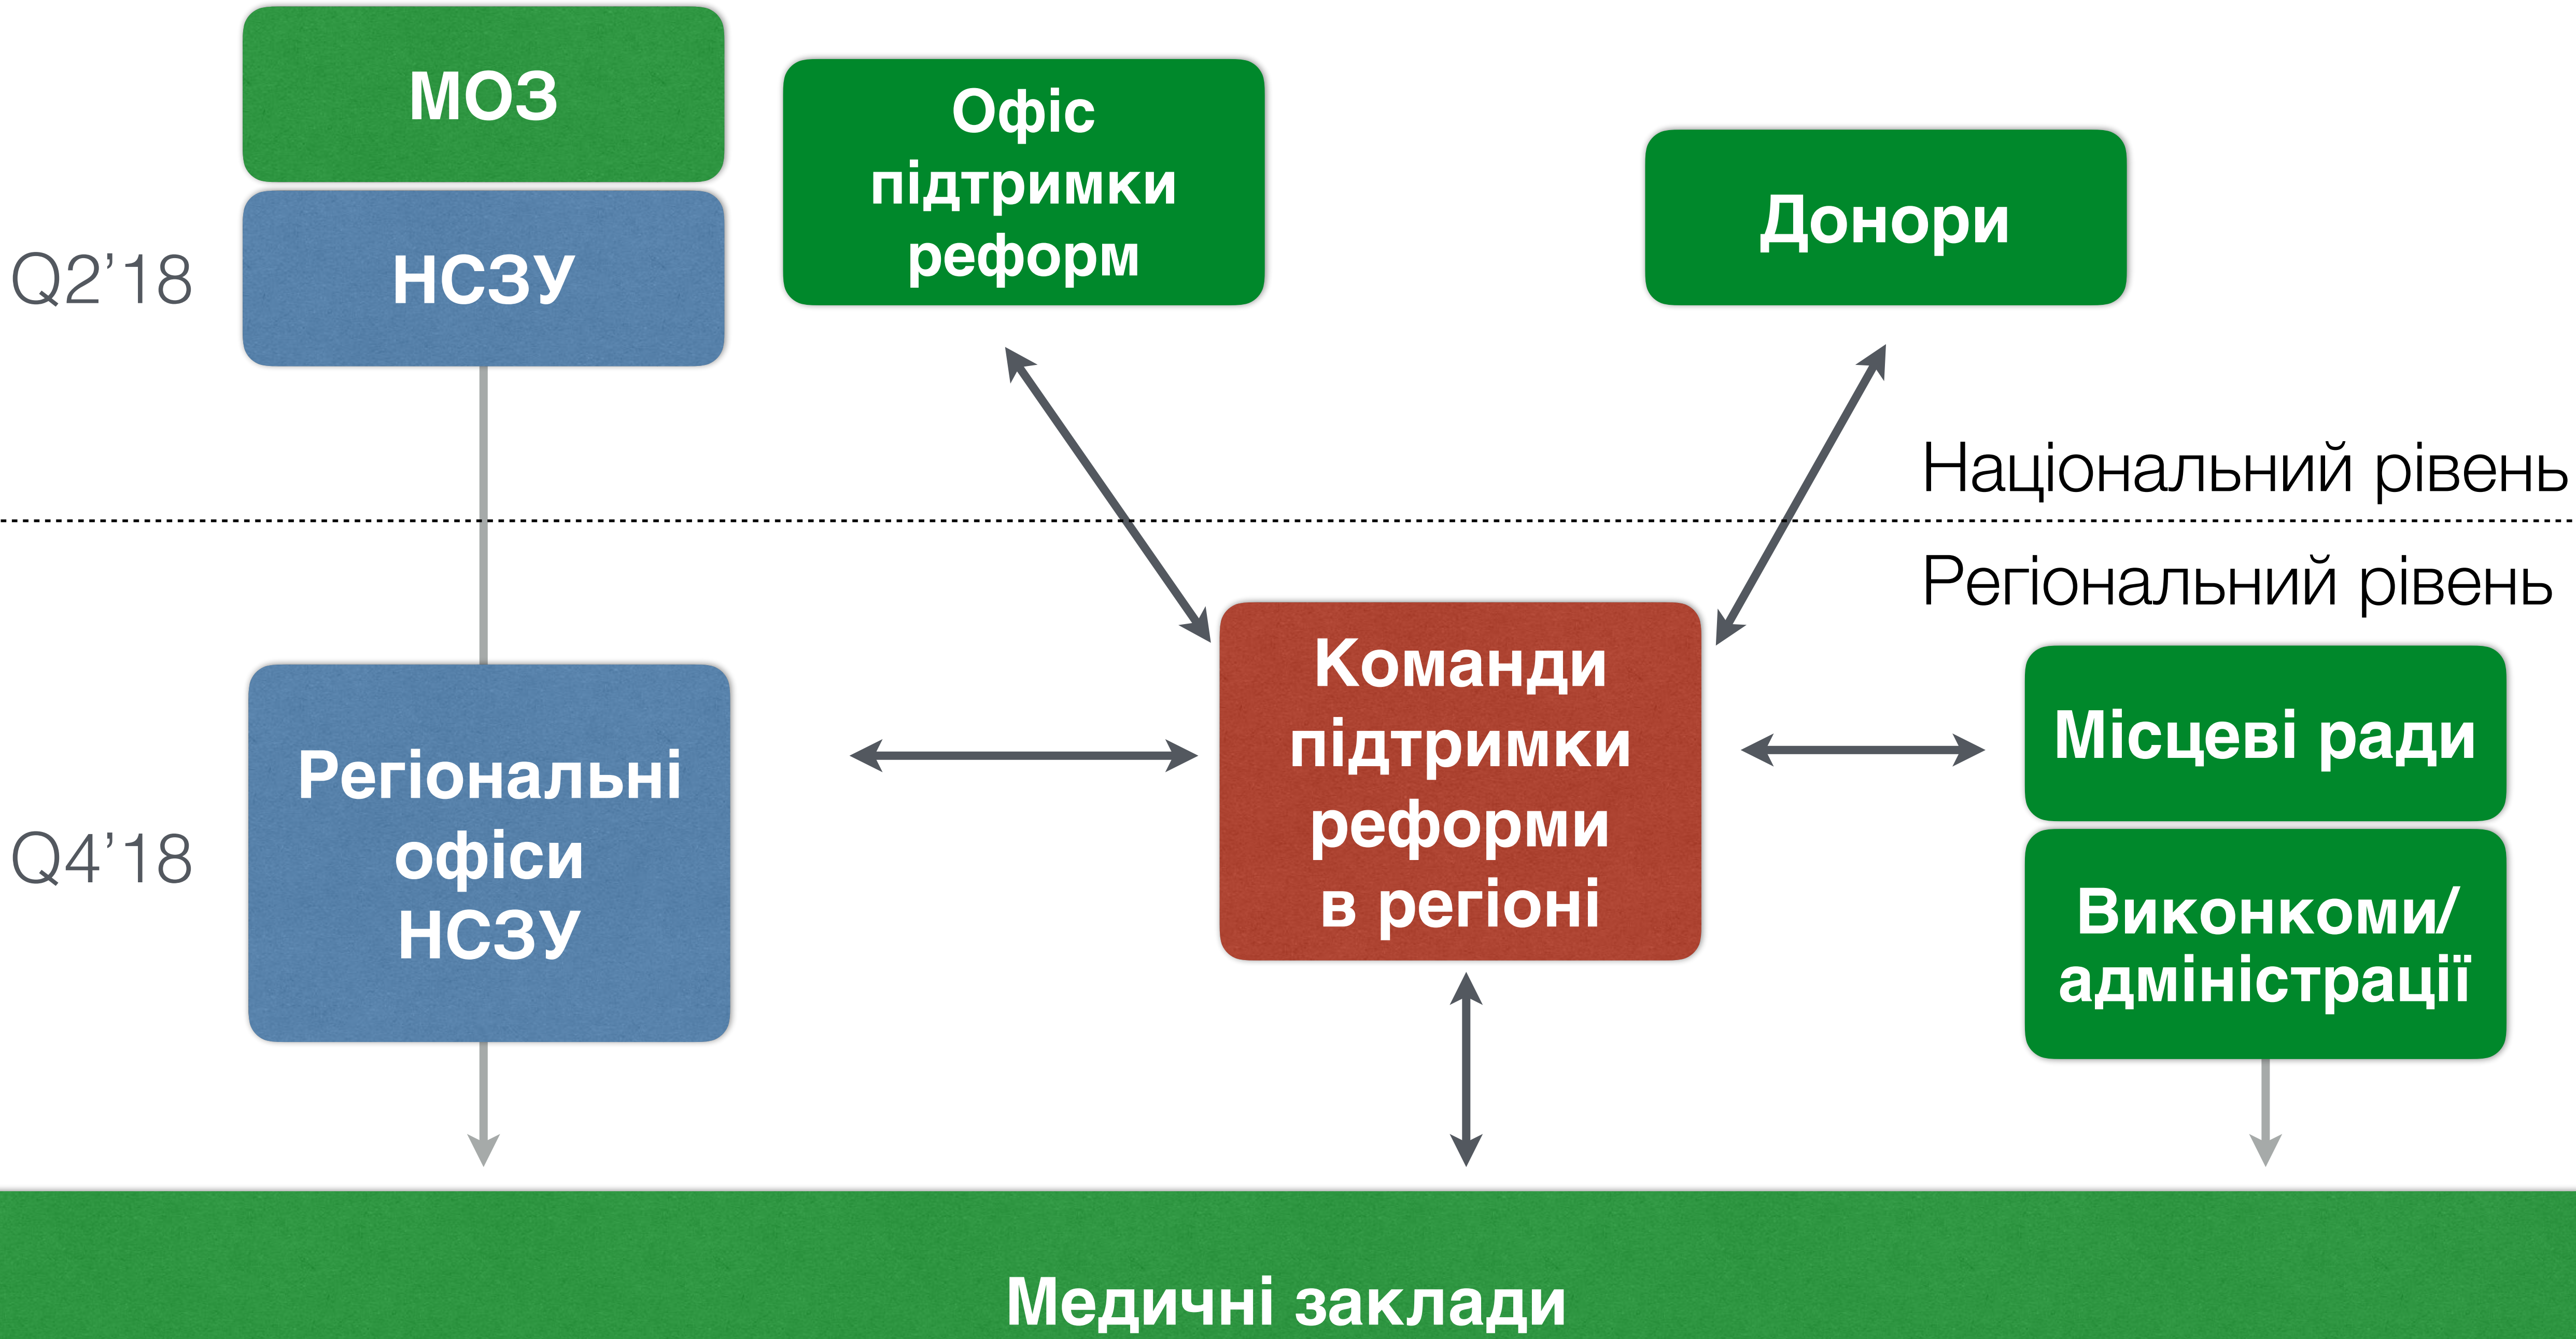 МОЗ
Q2’18
НСЗУ
Офіс
підтримки
реформ
Донори
Національний рівень
Регіональний рівень
Q4’18
Регіональні
офіси
НСЗУ
Команди
підтримки
реформи
в регіоні
Місцеві ради
Виконкоми/
адміністрації
Медичні заклади